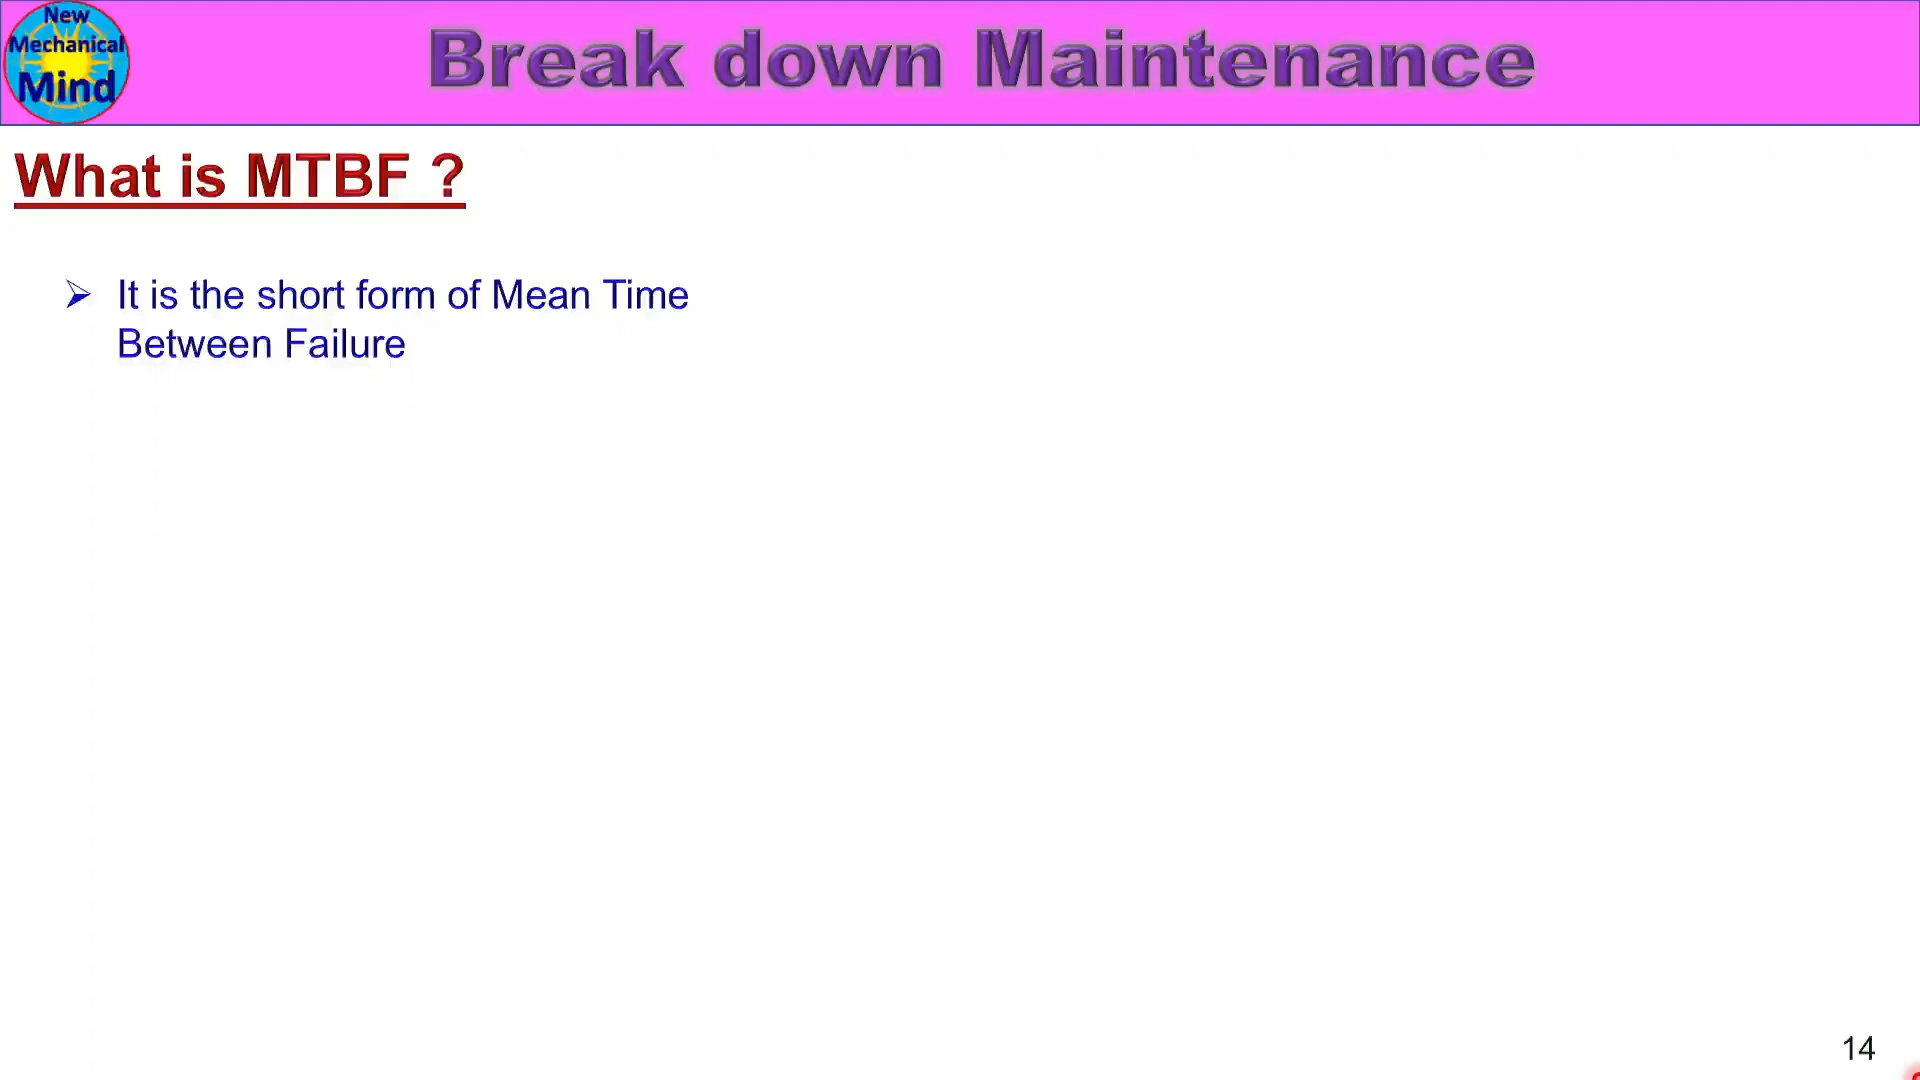 New
Mechanical
Mind
Break down Maintenance
What is MTBF ?
➢ It is the short form of Mean Time
Between Failure
14